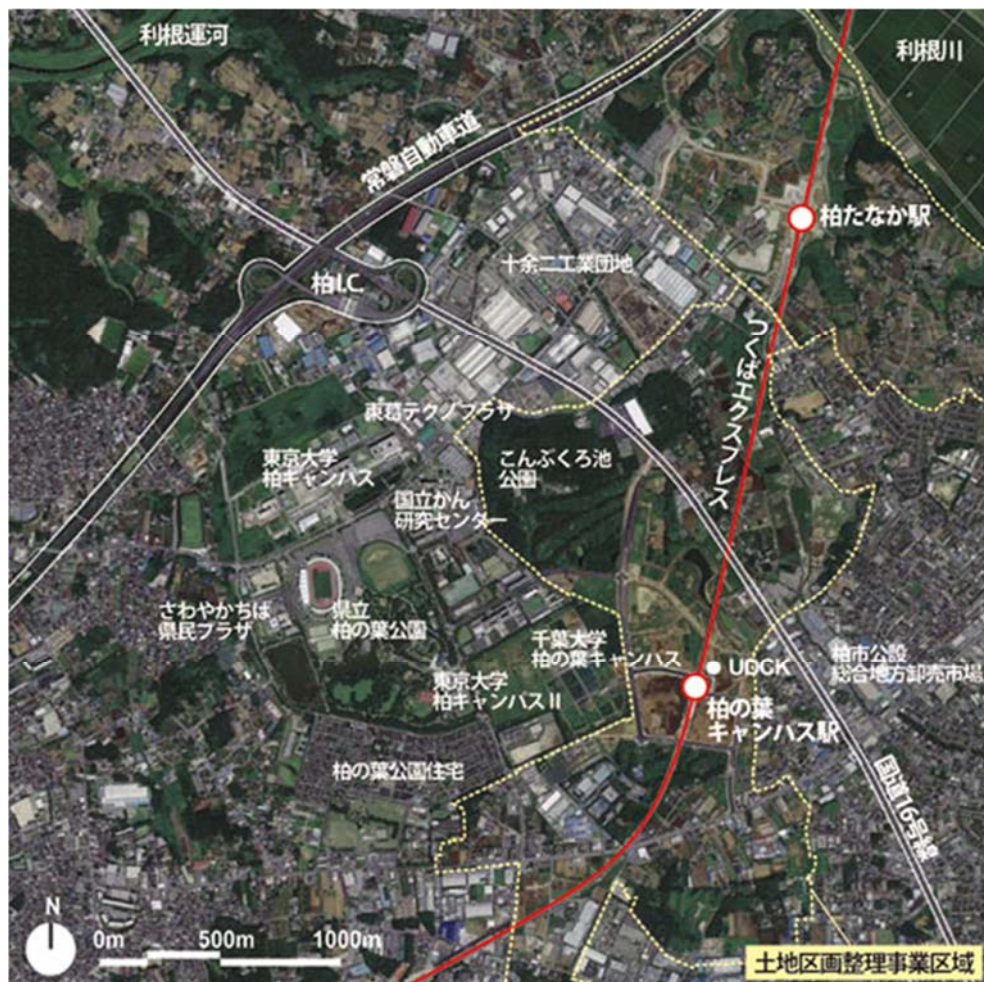 利根運河
利根川
常磐自動車道
柏たなか駅
十余二工業団地
柏I.C.
つくばエクスプレス
東葛テクノプラザ
こんぶくろ池
公園
東京大学
柏キャンパス
国立がん
研究センター
さわやかちば
県民プラザ
県立
柏の葉公園
千葉大学
柏の葉キャンパス
UDCK
柏市公設
総合地方卸売市場
東京大学
柏キャンパスⅡ
柏の葉
キャンパス駅
柏の葉公園住宅
国道16号線
N
0m 500m 1000m
土地区画整理事業区域